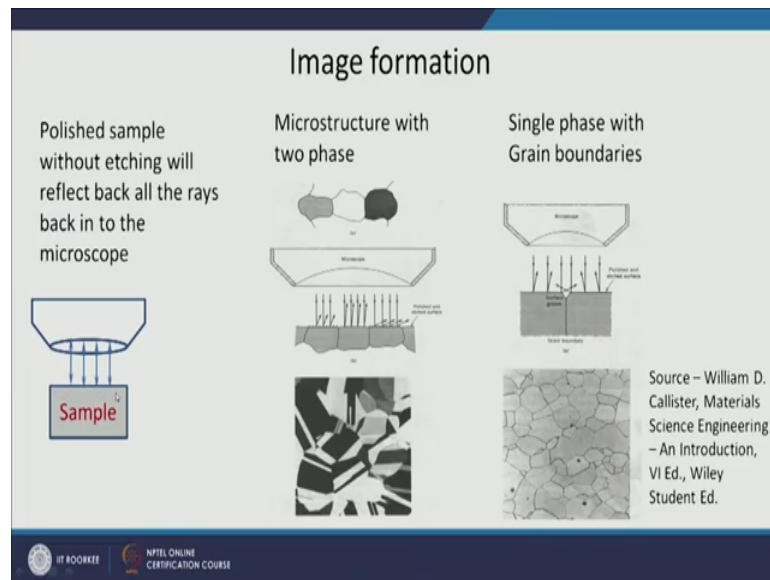 Image formation
Polished sample
without etching will
reflect back all the rays
back in to the
microscope
Sample
Microstructure with
two phase
(a)
Microscope
Polished and
etched surface
Single phase with
Grain boundaries
Microscope
Polished and
etched surface
Surface
groove
Grain boundary
(a)
Source – William D.
Callister, Materials
Science Engineering
– An Introduction,
VI Ed., Wiley
Student Ed.
IIT ROORKEE
NPTEL ONLINE
CERTIFICATION COURSE